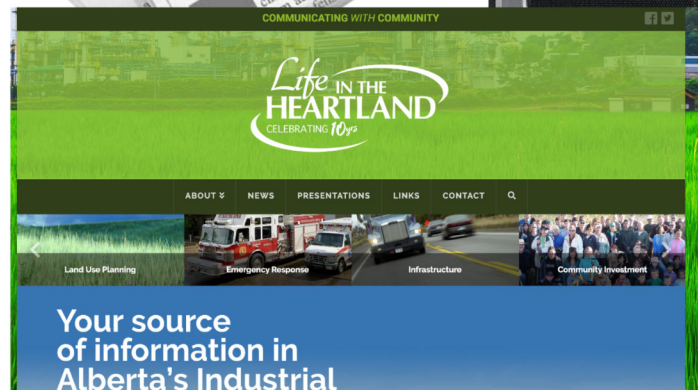 COMMUNICATING WITH COMMUNITY
Life IN THE
HEARTLAND
CELEBRATING 10yrs
ABOUT NEWS PRESENTATIONS LINKS CONTACT
Land Use Planning Emergency Response Infrastructure Community Investment
Your source
of information in
Alberta's Industrial